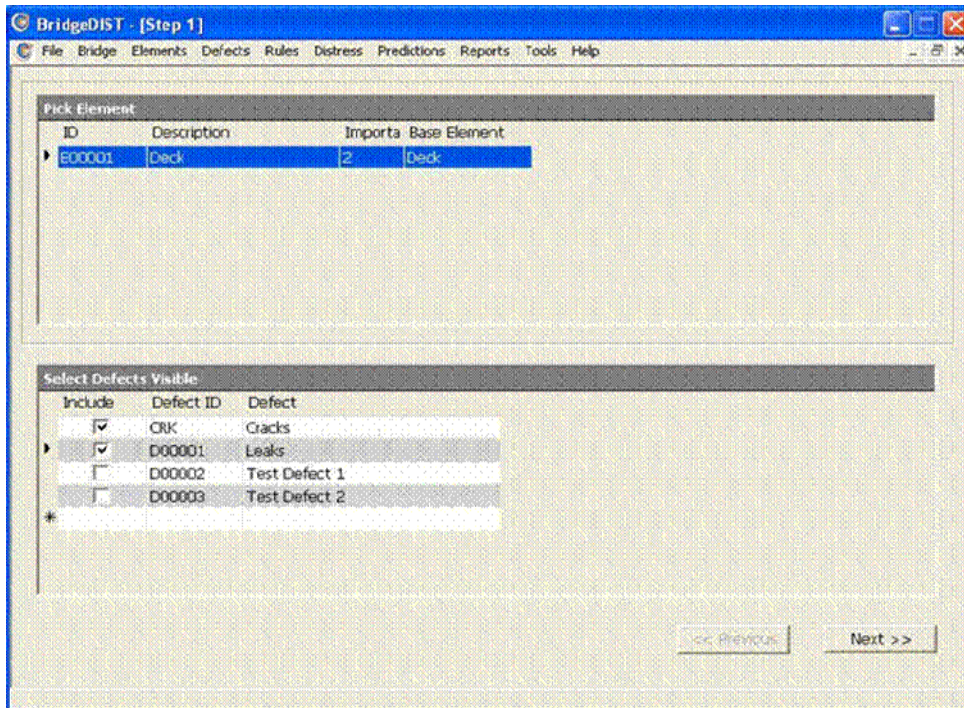 BridgeDIST - [Step 1]
File Bridge Elements Defects Rules Distress Predictions Reports Tools Help
Pick Element
ID Description Importa Base Element
E00001 Deck 2 Deck
Select Defects Visible
Include Defect ID Defect
CRK Cracks
D00001 Leaks
D00002 Test Defect 1
D00003 Test Defect 2
<< Previous Next >>